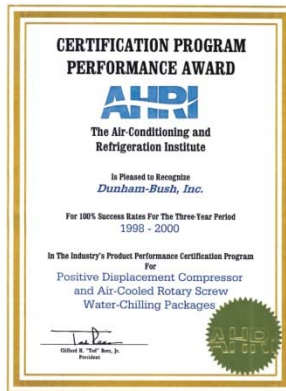 CERTIFICATION PROGRAM
PERFORMANCE AWARD
AHRI
The Air-Conditioning and
Refrigeration Institute
Is Pleased to Recognize
Dunham-Bush, Inc.
For 100% Success Rates For The Three-Year Period
1998 - 2000
In The Industry's Product Performance Certification Program
For
Positive Displacement Compressor
and Air-Cooled Rotary Screw
Water-Chilling Packages
Clifford H. "Ted" Rees, Jr.
President